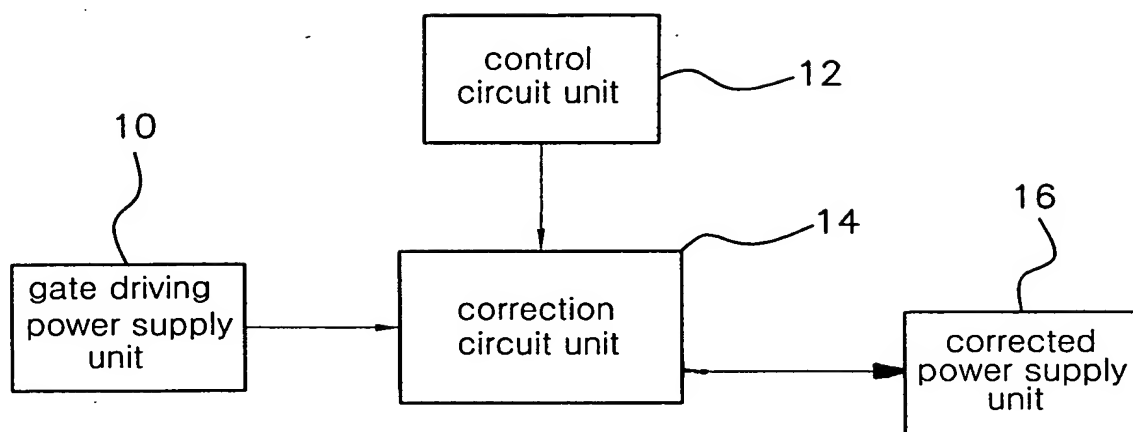 control
circuit unit
12
10
gate driving
power supply
unit
correction
circuit unit
14
16
corrected
power supply
unit